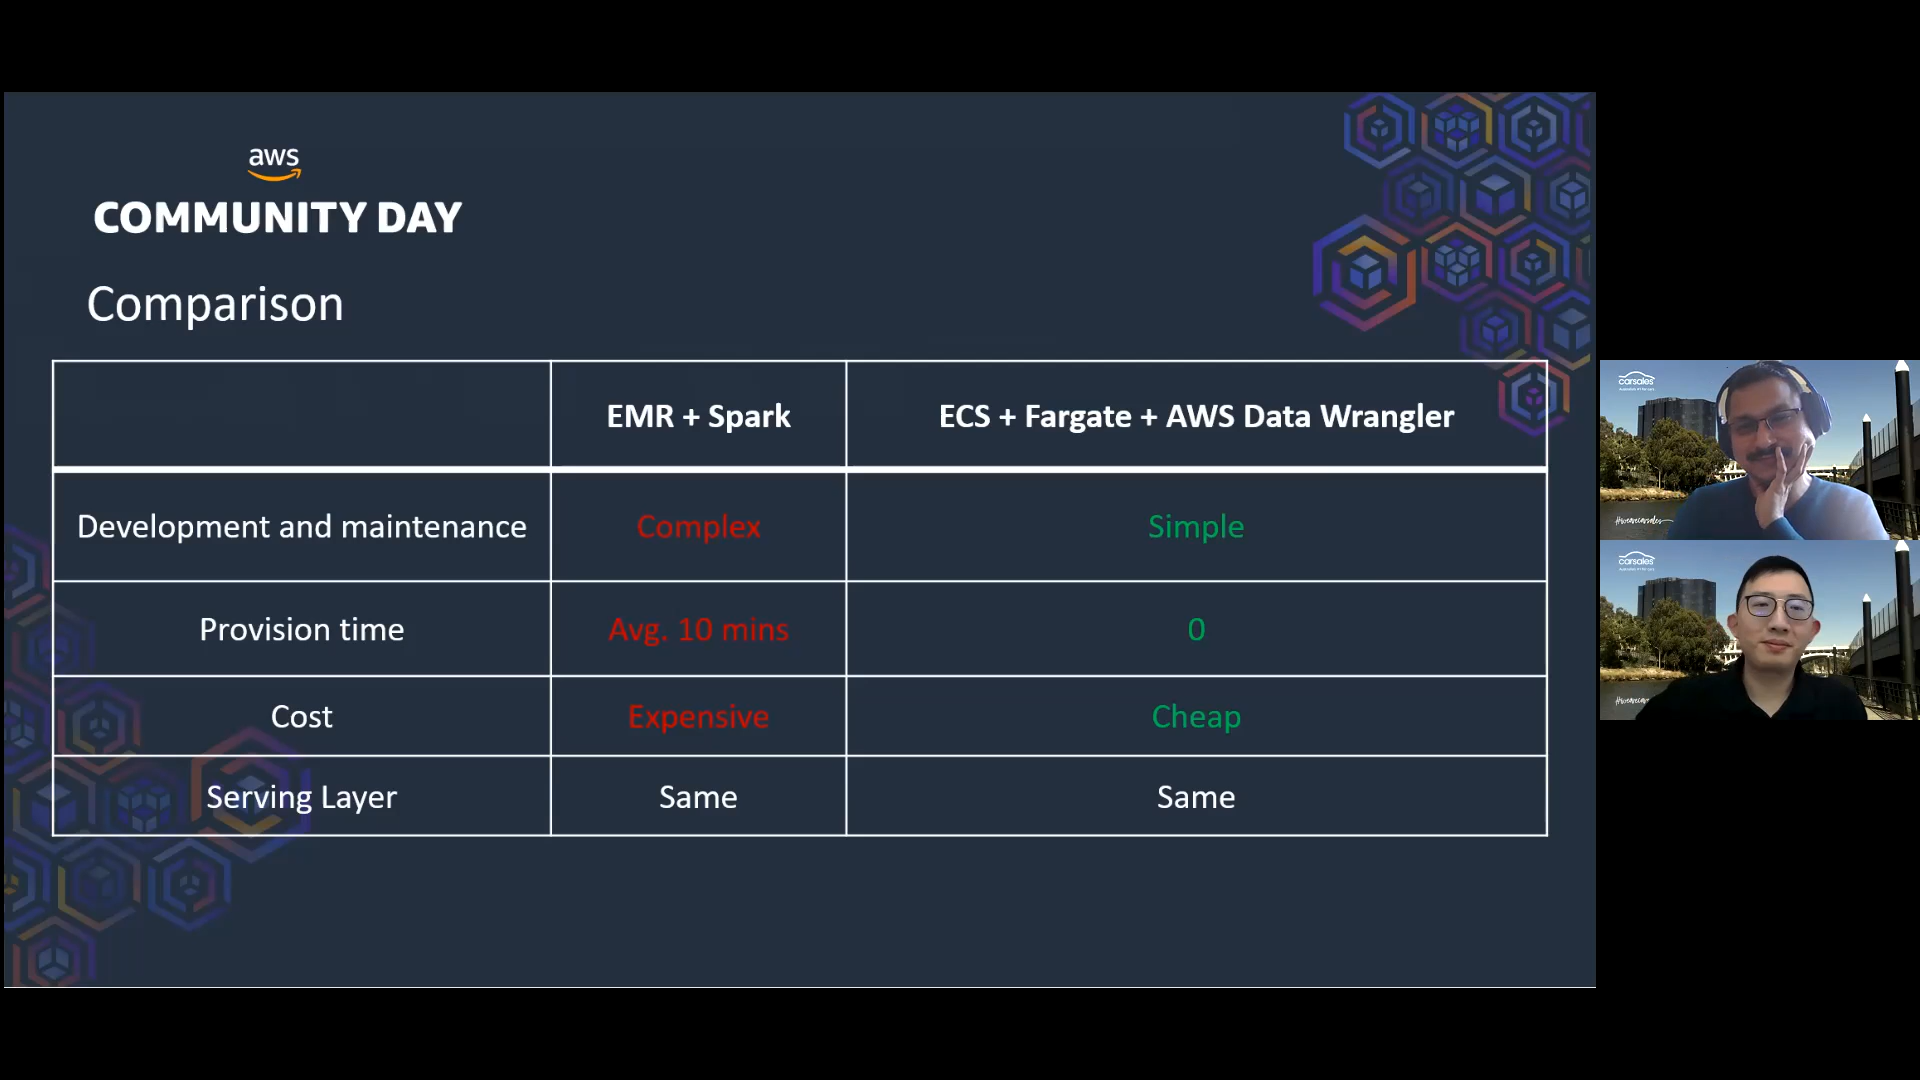 aws
COMMUNITY DAY
Comparison
EMR + Spark
ECS + Fargate + AWS Data Wrangler
Development and maintenance
Complex
Simple
Provision time
Avg. 10 mins
0
Cost
Expensive
Cheap
Serving Layer
Same
Same
carsales
#wearecarsales
carsales